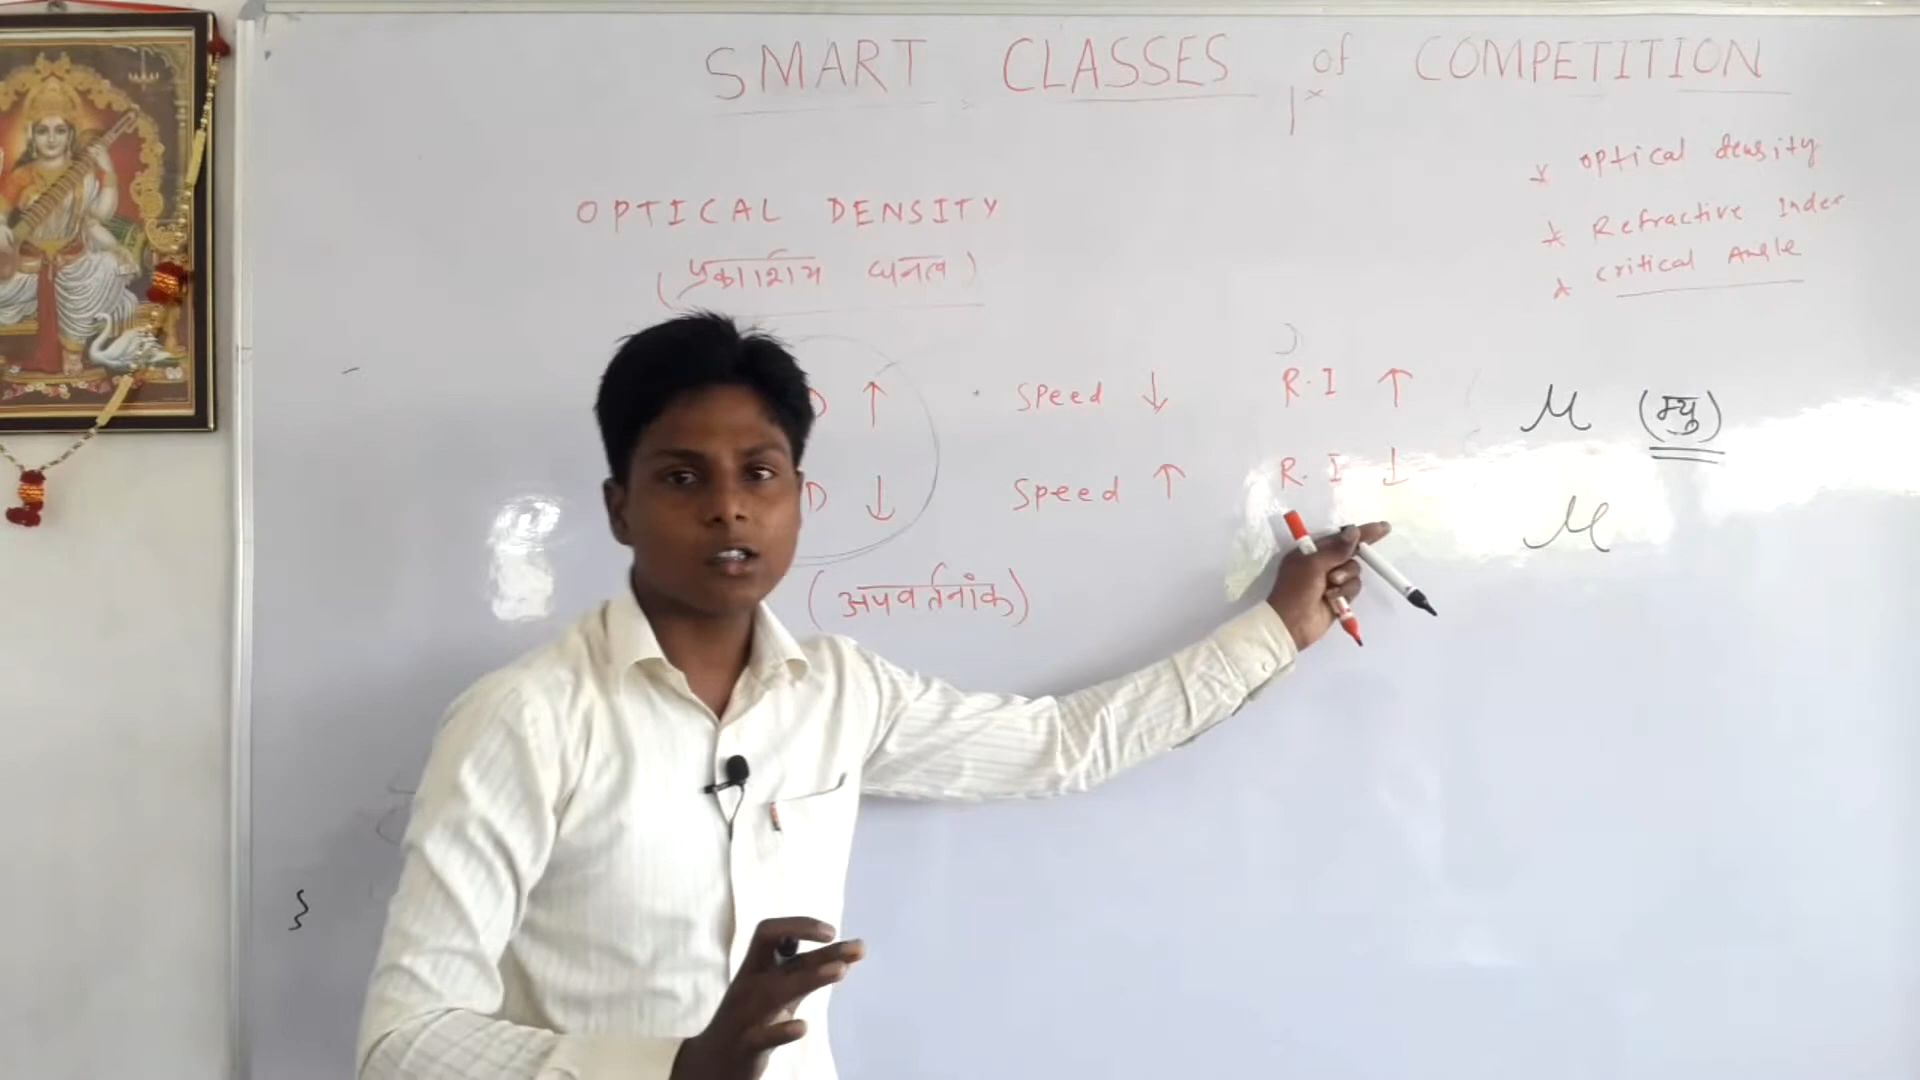 SMART CLASSES of COMPETITION
* optical density
* Refractive Index
* Critical Angle
OPTICAL DENSITY
(प्रकाशीय घनत्व)
D ↑ Speed ↓ R.I ↑ μ (म्यु)
D ↓ Speed ↑ R.I ↓ μ
(अपवर्तनांक)